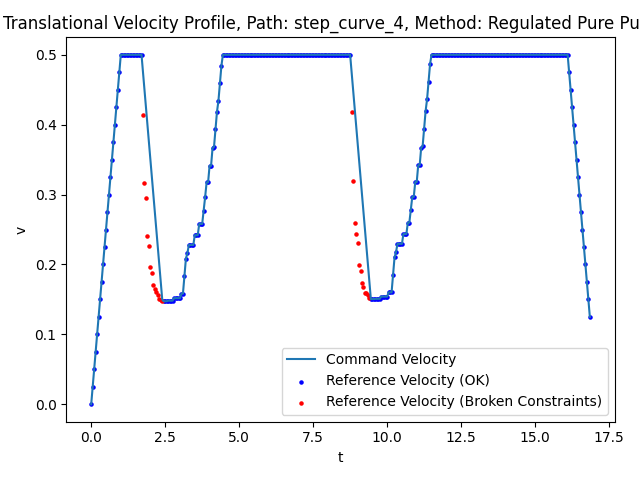 Translational Velocity Profile, Path: step_curve_4, Method: Regulated Pure Pu
0.5
0.4
0.3
v
0.2
0.1
0.0
Command Velocity
Reference Velocity (OK)
Reference Velocity (Broken Constraints)
0.0 2.5 5.0 7.5 10.0 12.5 15.0 17.5
t